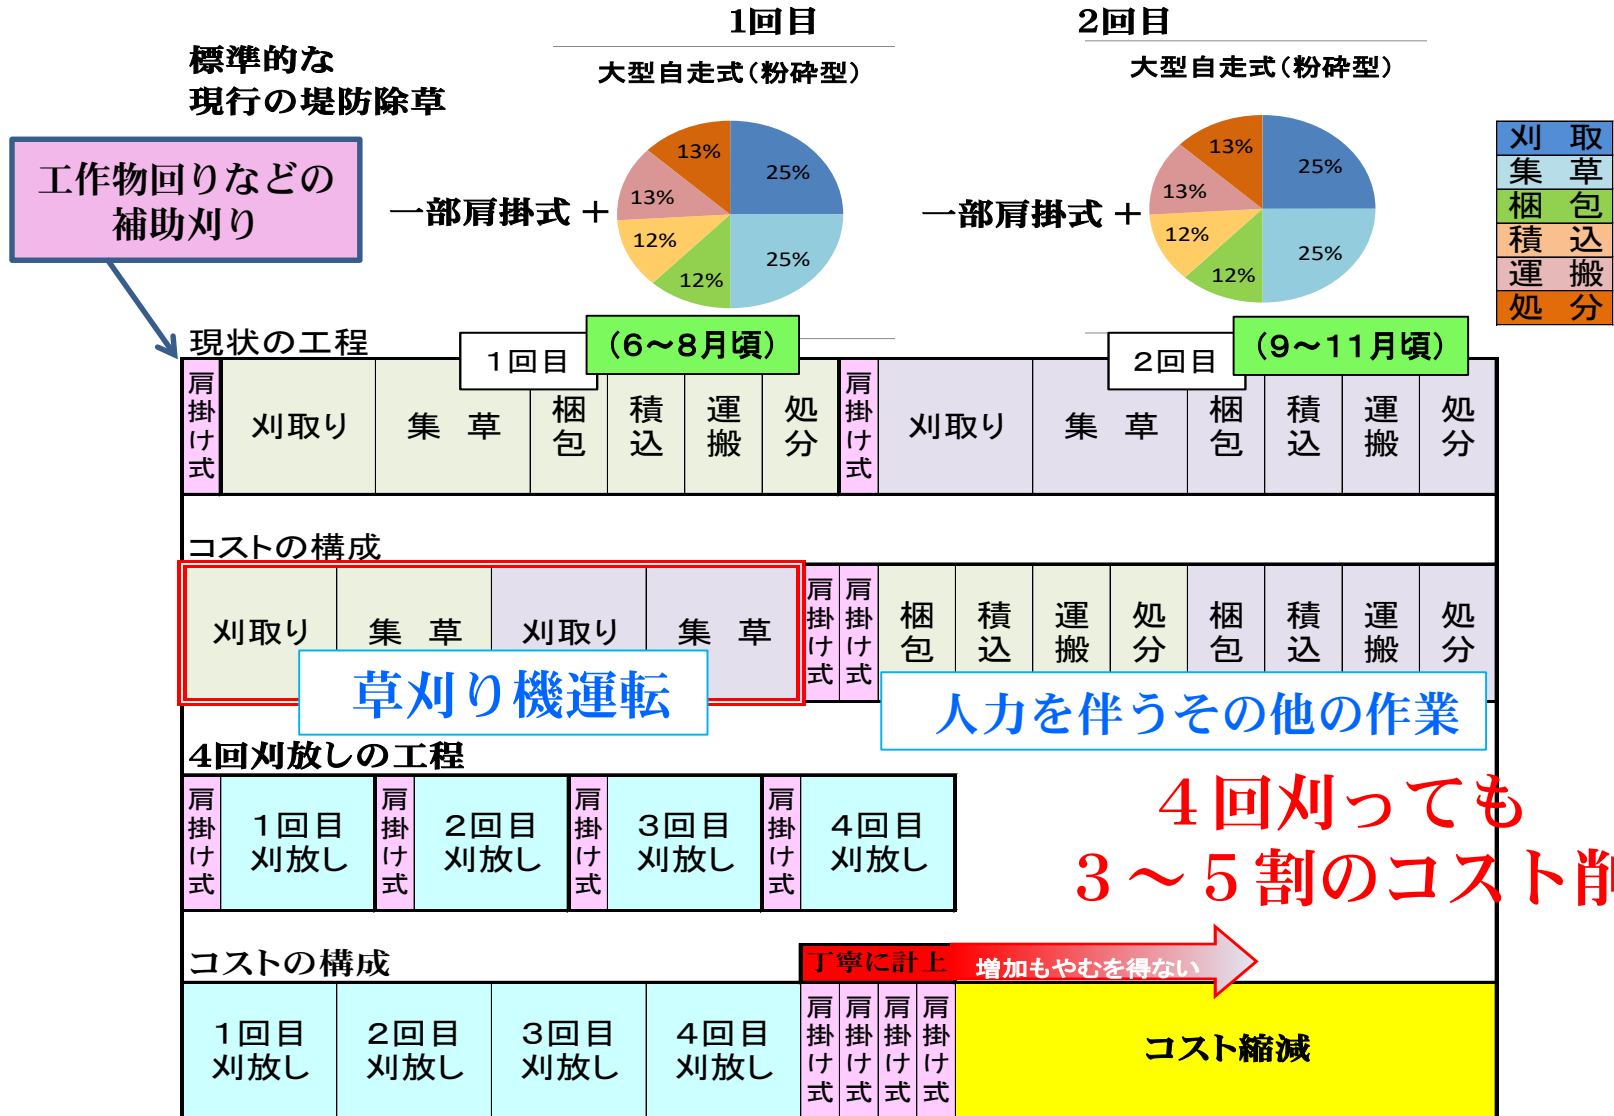 1回目
2回目
標準的な
現行の堤防除草
大型自走式（粉砕型）
大型自走式（粉砕型）
工作物回りなどの
補助刈り
一部肩掛式 ＋
13%
25%
13%
12%
12%
25%
一部肩掛式 ＋
13%
25%
13%
12%
12%
25%
刈　取
集　草
梱　包
積　込
運　搬
処　分
現状の工程
1回目
（6～8月頃）
2回目
（9～11月頃）
肩掛け式
刈取り
集　草
梱包
積込
運搬
処分
肩掛け式
刈取り
集　草
梱包
積込
運搬
処分
コストの構成
刈取り
集　草
刈取り
集　草
肩掛け式
肩掛け式
梱包
積込
運搬
処分
梱包
積込
運搬
処分
草刈り機運転
人力を伴うその他の作業
4回刈放しの工程
肩掛け式
1回目
刈放し
肩掛け式
2回目
刈放し
肩掛け式
3回目
刈放し
肩掛け式
4回目
刈放し
４回刈っても
３～５割のコスト削
コストの構成
丁寧に計上
増加もやむを得ない
1回目
刈放し
2回目
刈放し
3回目
刈放し
4回目
刈放し
肩掛け式
肩掛け式
肩掛け式
肩掛け式
コスト縮減